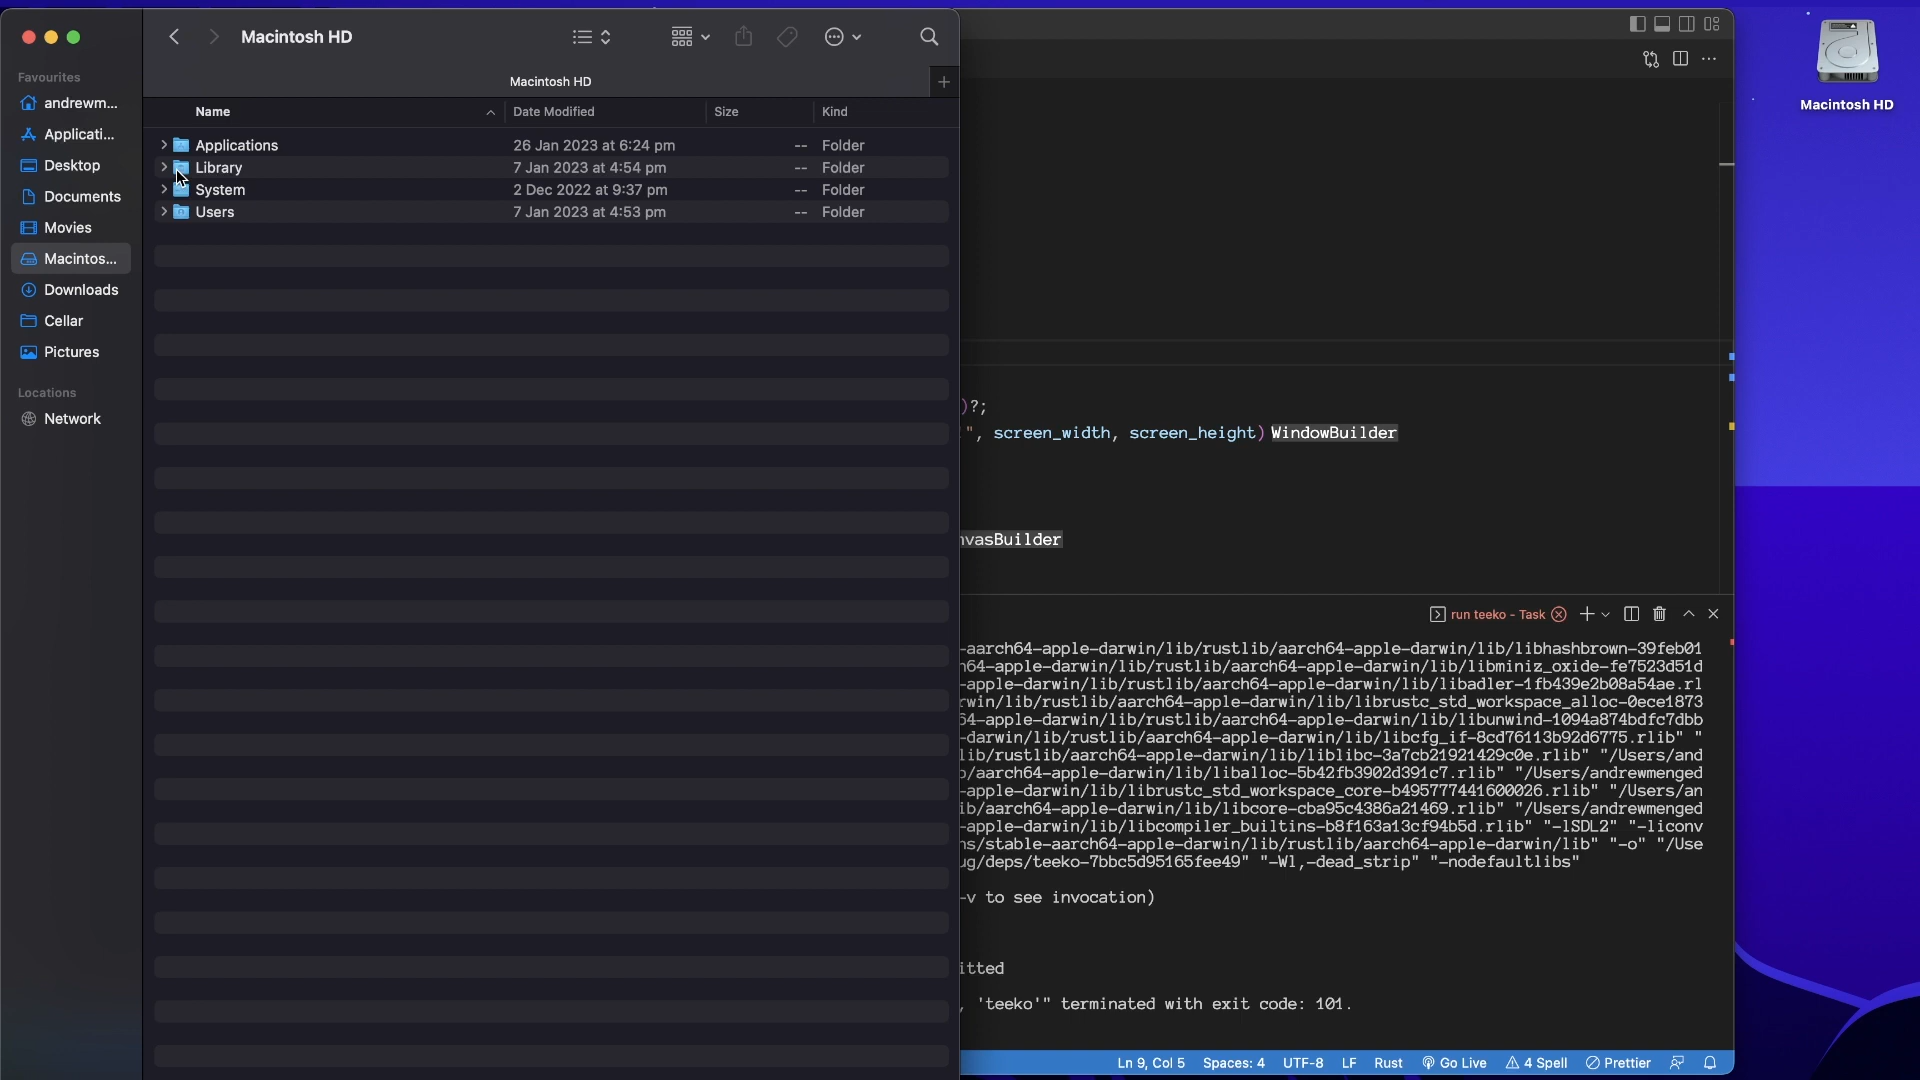 Macintosh HD
Macintosh HD
Favourites
andrewm...
Applicati...
Desktop
Documents
Movies
Macintos...
Downloads
Cellar
Pictures
Locations
Network
Name Date Modified Size Kind
Applications 26 Jan 2023 at 6:24 pm -- Folder
Library 7 Jan 2023 at 4:54 pm -- Folder
System 2 Dec 2022 at 9:37 pm -- Folder
Users 7 Jan 2023 at 4:53 pm -- Folder
)?;
", screen_width, screen_height) WindowBuilder
nvasBuilder
run teeko - Task
-aarch64-apple-darwin/lib/rustlib/aarch64-apple-darwin/lib/libhashbrown-39feb01
h64-apple-darwin/lib/rustlib/aarch64-apple-darwin/lib/libminiz_oxide-fe7523d51d
-apple-darwin/lib/rustlib/aarch64-apple-darwin/lib/libadler-1fb439e2b08a54ae.rl
rwin/lib/rustlib/aarch64-apple-darwin/lib/librustc_std_workspace_alloc-0ece1873
64-apple-darwin/lib/rustlib/aarch64-apple-darwin/lib/libunwind-1094a874bdfc7dbb
-darwin/lib/rustlib/aarch64-apple-darwin/lib/libcfg_if-8cd76113b92d6775.rlib" "
lib/rustlib/aarch64-apple-darwin/lib/liblibc-3a7cb21921429c0e.rlib" "/Users/and
b/aarch64-apple-darwin/lib/liballoc-5b42fb3902d391c7.rlib" "/Users/andrewmenged
-apple-darwin/lib/librustc_std_workspace_core-b495777441600026.rlib" "/Users/an
ib/aarch64-apple-darwin/lib/libcore-cba95c4386a21469.rlib" "/Users/andrewmenged
-apple-darwin/lib/libcompiler_builtins-b8f163a13cf94b5d.rlib" "-lSDL2" "-liconv
ns/stable-aarch64-apple-darwin/lib/rustlib/aarch64-apple-darwin/lib" "-o" "/Use
ug/deps/teeko-7bbc5d95165fee49" "-Wl,-dead_strip" "-nodefaultlibs"
-v to see invocation)
itted
, 'teeko'" terminated with exit code: 101.
Ln 9, Col 5 Spaces: 4 UTF-8 LF Rust Go Live 4 Spell Prettier
Macintosh HD